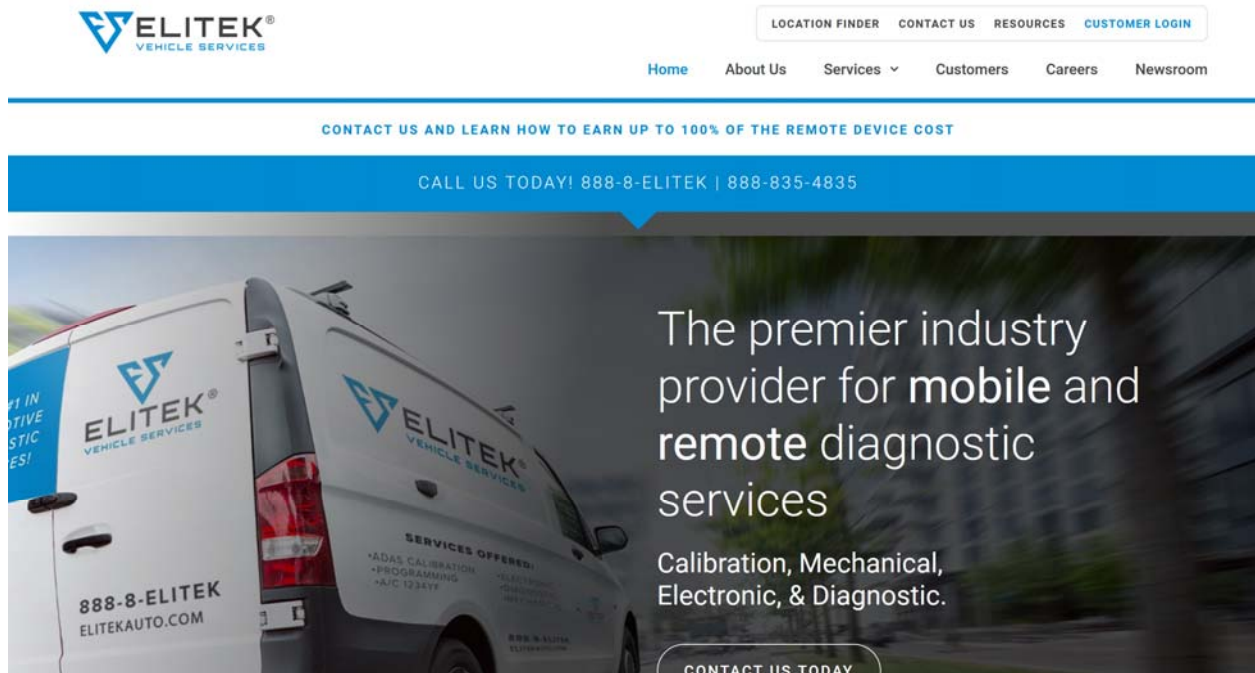 ELITEK®
VEHICLE SERVICES
LOCATION FINDER CONTACT US RESOURCES CUSTOMER LOGIN
Home About Us Services Customers Careers Newsroom
CONTACT US AND LEARN HOW TO EARN UP TO 100% OF THE REMOTE DEVICE COST
CALL US TODAY! 888-8-ELITEK | 888-835-4835
The premier industry
provider for mobile and
remote diagnostic
services
Calibration, Mechanical,
Electronic, & Diagnostic.
CONTACT US TODAY
#1 IN
ES!
ELITEK®
VEHICLE SERVICES
888-8-ELITEK
ELITEKAUTO.COM
ELITEK®
VEHICLE SERVICES
SERVICES OFFERED:
•ADAS CALIBRATION
•PROGRAMMING
•A/C 1234YF